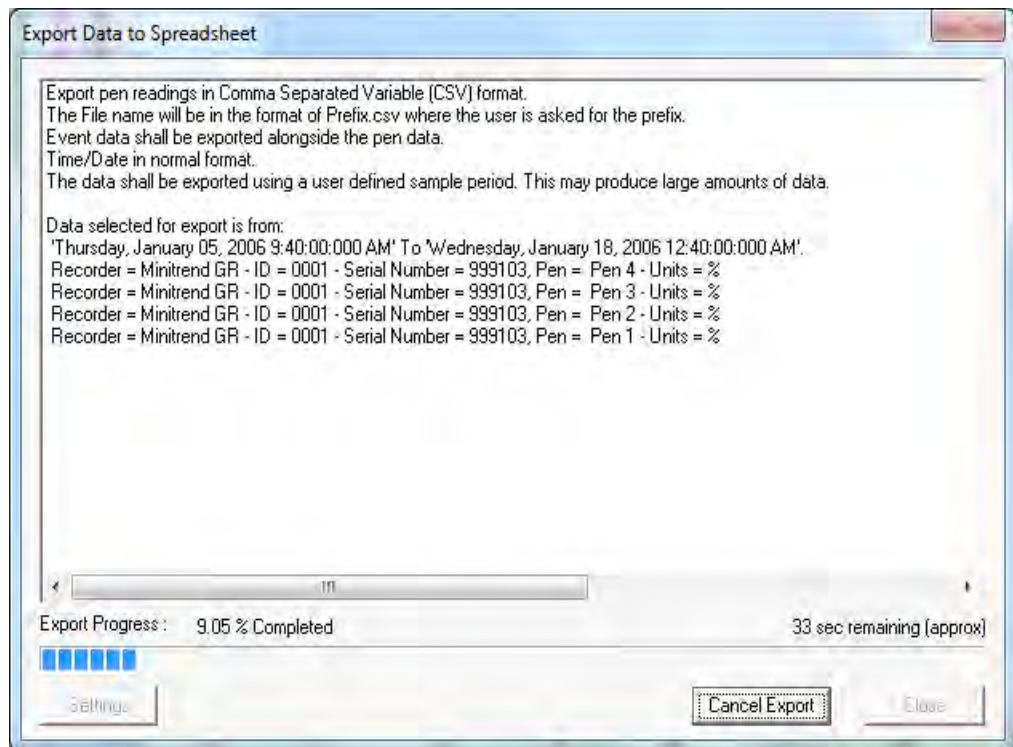 Export Data to Spreadsheet
Export pen readings in Comma Separated Variable (CSV) format.
The File name will be in the format of Prefix.csv where the user is asked for the prefix.
Event data shall be exported alongside the pen data.
Time/Date in normal format.
The data shall be exported using a user defined sample period. This may produce large amounts of data.
Data selected for export is from:
'Thursday, January 05, 2006 9:40:00:000 AM' To 'Wednesday, January 18, 2006 12:40:00:000 AM'.
Recorder = Minitrend GR - ID = 0001 - Serial Number = 999103, Pen = Pen 4 - Units = %
Recorder = Minitrend GR - ID = 0001 - Serial Number = 999103, Pen = Pen 3 - Units = %
Recorder = Minitrend GR - ID = 0001 - Serial Number = 999103, Pen = Pen 2 - Units = %
Recorder = Minitrend GR - ID = 0001 - Serial Number = 999103, Pen = Pen 1 - Units = %
Export Progress : 9.05 % Completed 33 sec remaining (approx)
Settings Cancel Export Close